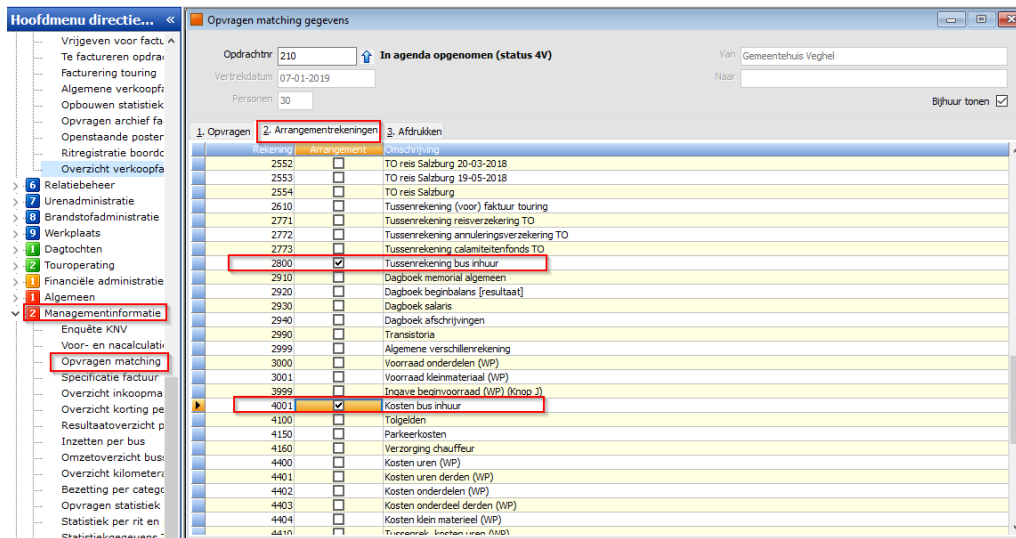 Hoofdmenu directie... «
Vrijgeven voor factu
Te factureren opdra
Facturering touring
Algemene verkoopfa
Opbouwen statistiek
Opvragen archief fa
Openstaande poster
Ritregistratie boordc
Overzicht verkoopfa
6 Relatiebeheer
7 Urenadministratie
8 Brandstofadministratie
9 Werkplaats
1 Dagtochten
2 Touroperating
1 Financiële administratie
1 Algemeen
2 Managementinformatie
Enquête KNV
Voor- en nacalculatie
Opvragen matching
Specificatie factuur
Overzicht inkoopma
Overzicht korting pe
Resultaatoverzicht p
Inzetten per bus
Omzetoverzicht buss
Overzicht kilometera
Bezetting per catego
Opvragen statistiek
Statistiek per rit en
Opvragen matching gegevens
Opdrachtnr 210 In agenda opgenomen (status 4V)
Van Gemeentehuis Veghel
Vertrekdatum 07-01-2019
Naar
Personen 30
Bijhuur tonen
1. Opvragen 2. Arrangementrekeningen 3. Afdrukken
Rekening Arrangement Omschrijving
2552 TO reis Salzburg 20-03-2018
2553 TO reis Salzburg 19-05-2018
2554 TO reis Salzburg
2610 Tussenrekening (voor) faktuur touring
2771 Tussenrekening reisverzekering TO
2772 Tussenrekening annuleringsverzekering TO
2773 Tussenrekening calamiteitenfonds TO
2800 Tussenrekening bus inhuur
2910 Dagboek memorial algemeen
2920 Dagboek beginbalans [resultaat]
2930 Dagboek salaris
2940 Dagboek afschrijvingen
2990 Transistoria
2999 Algemene verschillenrekening
3000 Voorraad onderdelen (WP)
3001 Voorraad kleinmateriaal (WP)
3999 Ingave beginvoorraad (WP) (Knop J)
4001 Kosten bus inhuur
4100 Tolgelden
4150 Parkeerkosten
4160 Verzorging chauffeur
4400 Kosten uren (WP)
4401 Kosten uren derden (WP)
4402 Kosten onderdelen (WP)
4403 Kosten onderdeel derden (WP)
4404 Kosten klein materieel (WP)
4410 Tussenrek. kosten uren (WP)